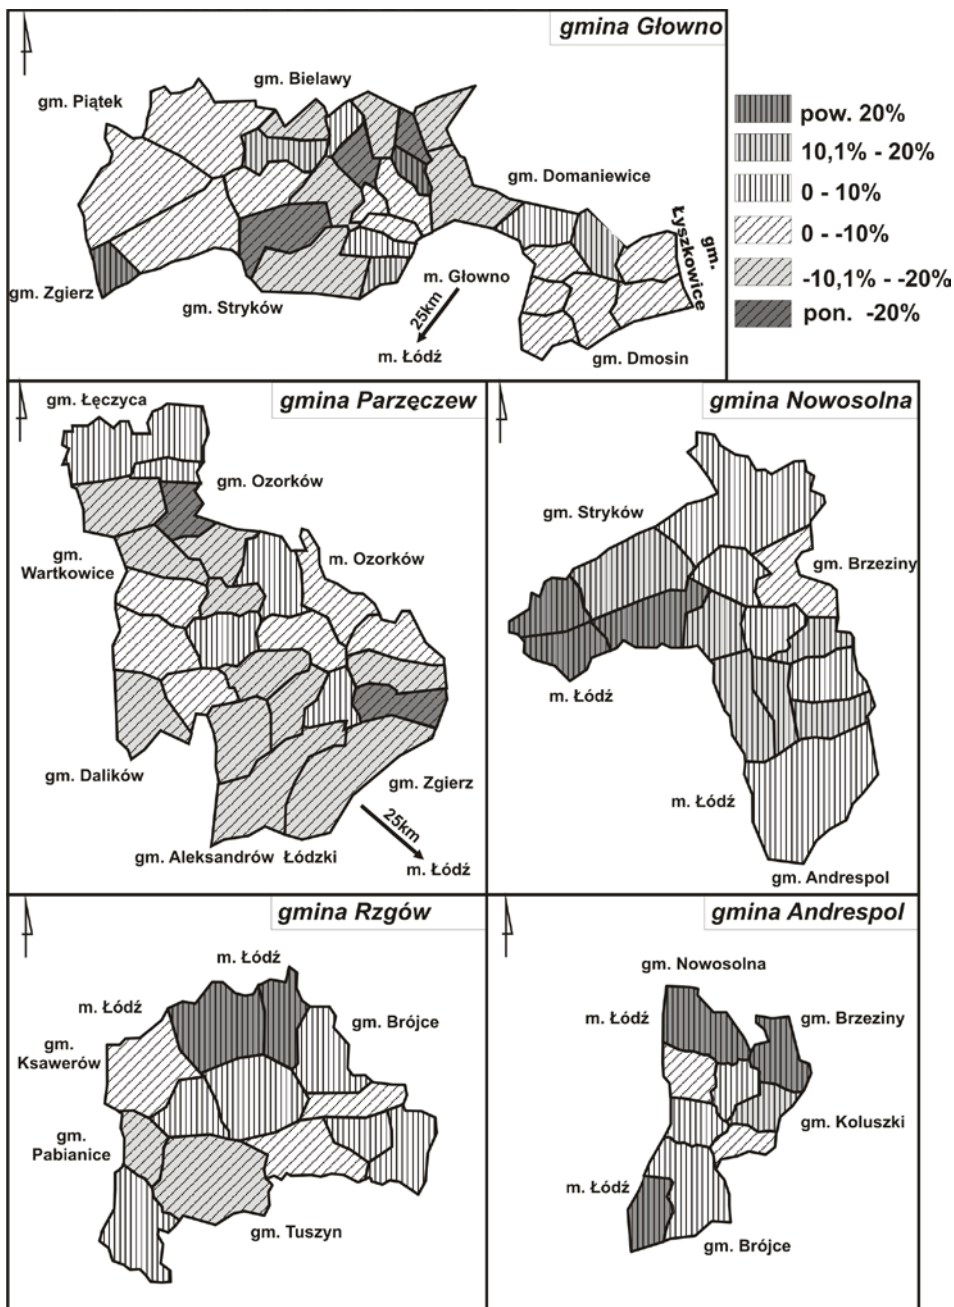 gmina Głowno
gm. Bielawy
gm. Piątek
gm. Domaniewice
gm. Łyszkowice
gm. Zgierz
gm. Stryków
m. Głowno
25km
m. Łódź
gm. Dmosin
pow. 20%
10,1% - 20%
0 - 10%
0 - -10%
-10,1% - -20%
pon. -20%
gmina Parzęczew
gm. Łęczyca
gm. Ozorków
gm.
Wartkowice
m. Ozorków
gm. Dalików
gm. Zgierz
25km
gm. Aleksandrów Łódzki
m. Łódź
gmina Nowosolna
gm. Stryków
gm. Brzeziny
m. Łódź
m. Łódź
gm. Andrespol
gmina Rzgów
m. Łódź
m. Łódź
gm. Brójce
gm.
Ksawerów
gm.
Pabianice
gm. Tuszyn
gmina Andrespol
gm. Nowosolna
m. Łódź
gm. Brzeziny
gm. Koluszki
m. Łódź
gm. Brójce